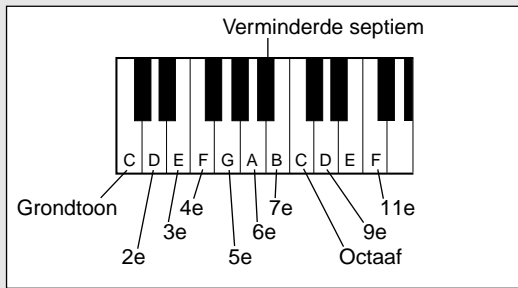 Verminderde septiem
C D E F G A B C D E F
Grondtoon 4e 7e 11e
3e 6e 9e
2e 5e Octaaf